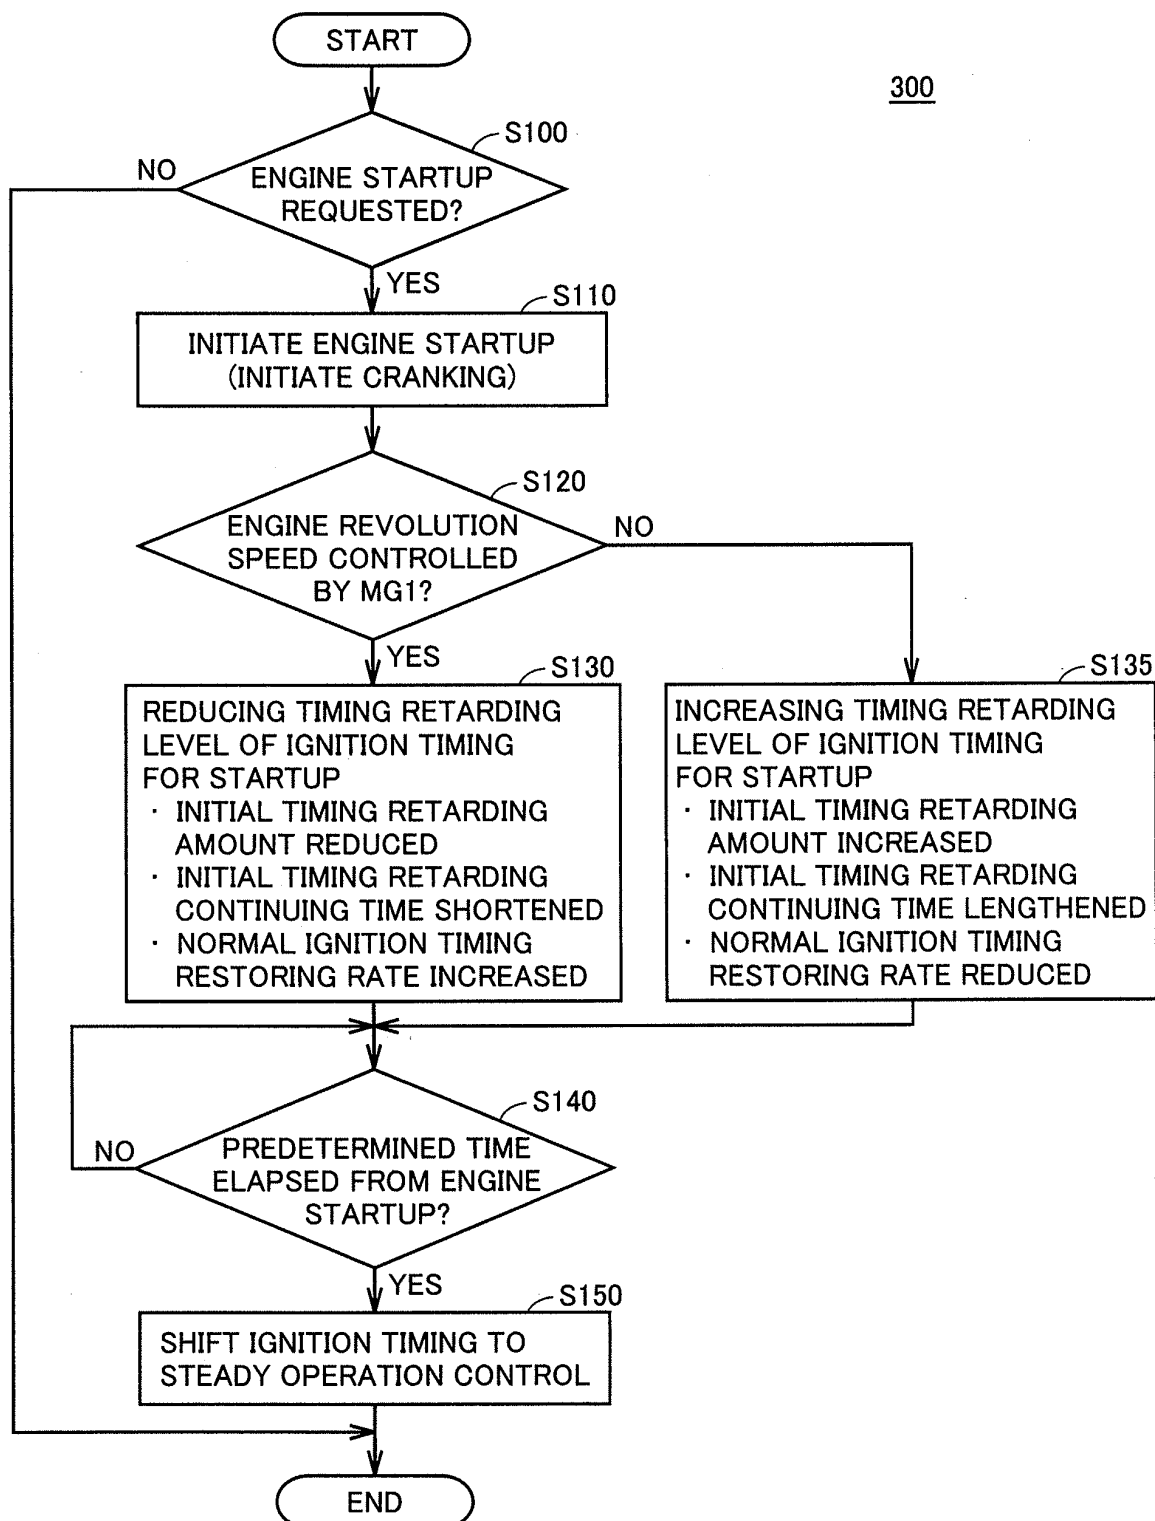 START
300
S100
NO
ENGINE STARTUP
REQUESTED?
YES
S110
INITIATE ENGINE STARTUP
(INITIATE CRANKING)
S120
ENGINE REVOLUTION
SPEED CONTROLLED
BY MG1?
NO
YES
S130
REDUCING TIMING RETARDING
LEVEL OF IGNITION TIMING
FOR STARTUP
· INITIAL TIMING RETARDING
AMOUNT REDUCED
· INITIAL TIMING RETARDING
CONTINUING TIME SHORTENED
· NORMAL IGNITION TIMING
RESTORING RATE INCREASED
S135
INCREASING TIMING RETARDING
LEVEL OF IGNITION TIMING
FOR STARTUP
· INITIAL TIMING RETARDING
AMOUNT INCREASED
· INITIAL TIMING RETARDING
CONTINUING TIME LENGTHENED
· NORMAL IGNITION TIMING
RESTORING RATE REDUCED
S140
NO
PREDETERMINED TIME
ELAPSED FROM ENGINE
STARTUP?
YES
S150
SHIFT IGNITION TIMING TO
STEADY OPERATION CONTROL
END